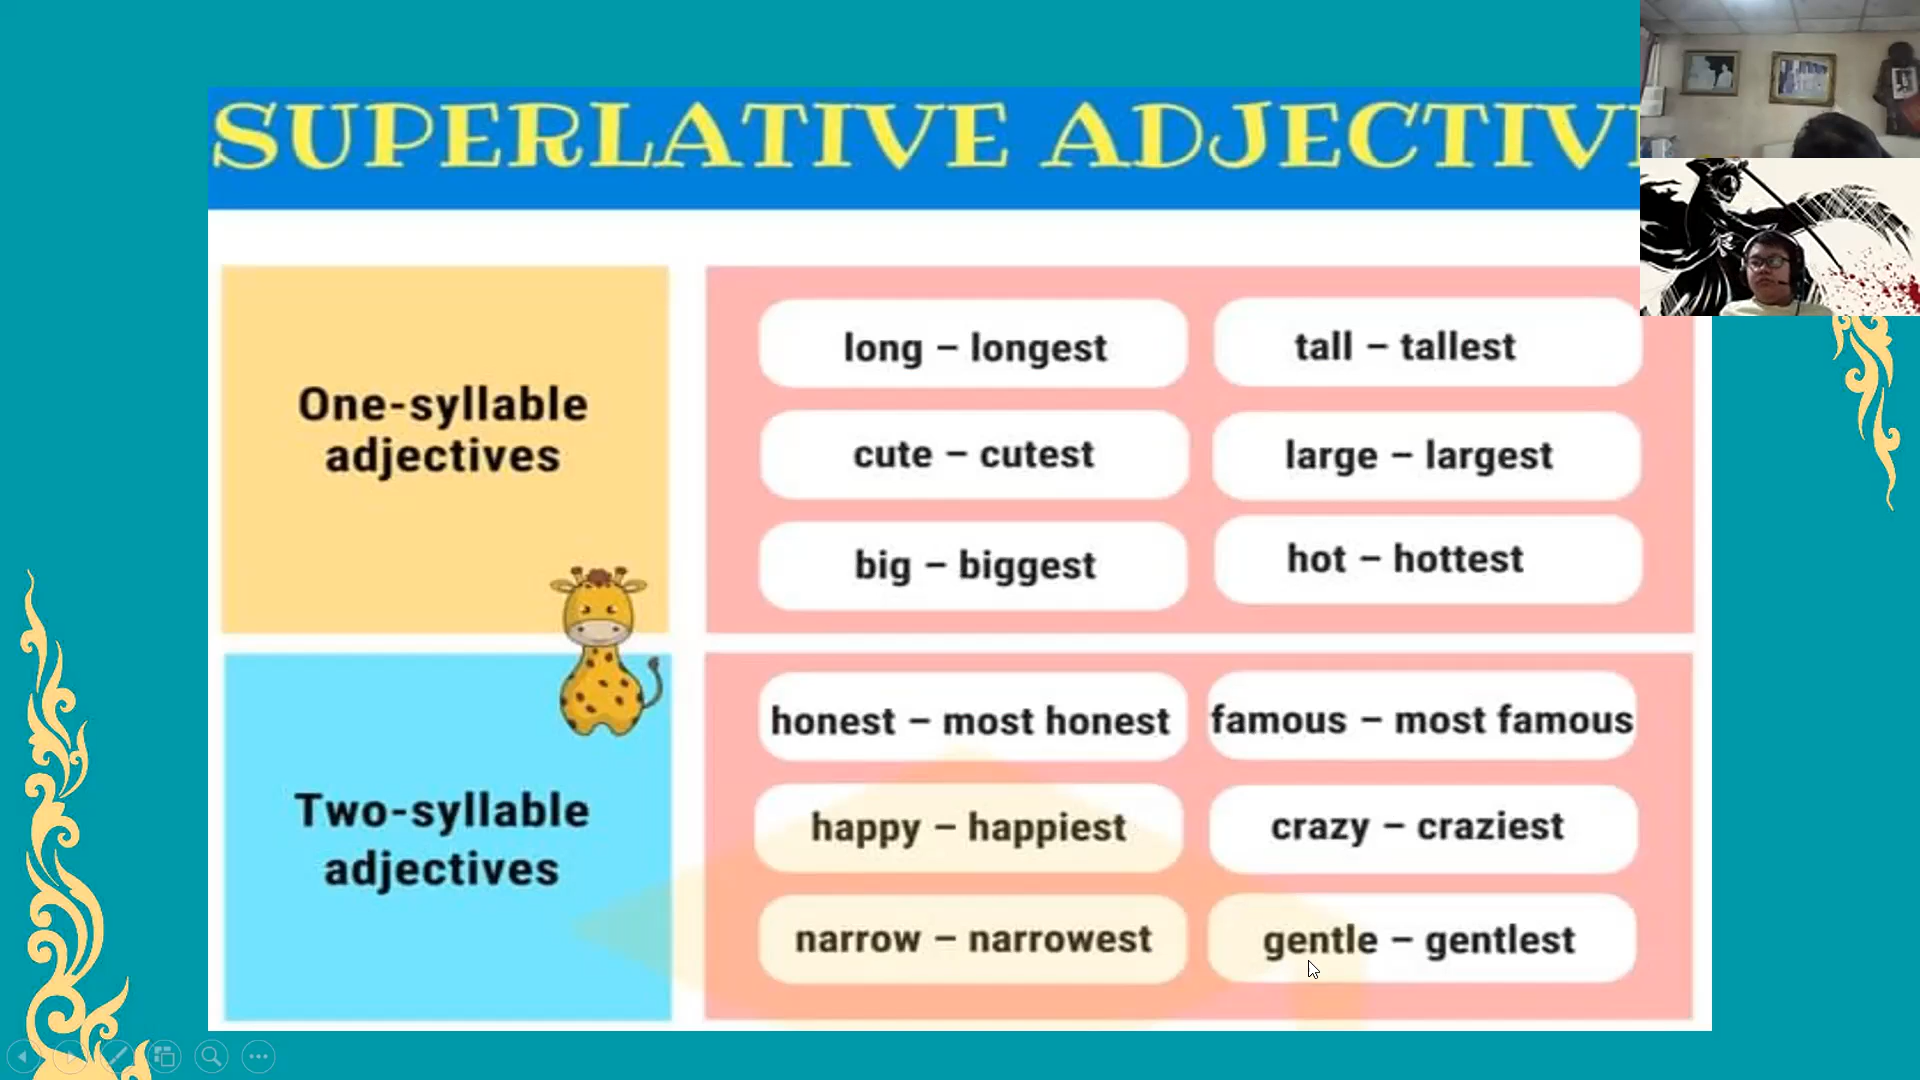 SUPERLATIVE ADJECTIV
One-syllable
adjectives
long – longest
tall – tallest
cute – cutest
large – largest
big – biggest
hot – hottest
Two-syllable
adjectives
honest – most honest
famous – most famous
happy – happiest
crazy – craziest
narrow – narrowest
gentle – gentlest